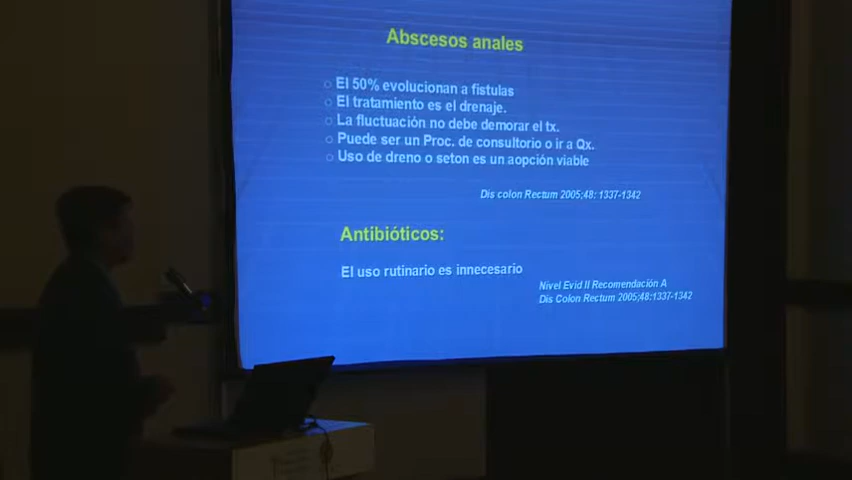 Abscesos anales
El 50% evolucionan a fistulas
El tratamiento es el drenaje.
La fluctuación no debe demorar el tx.
Puede ser un Proc. de consultorio o ir a Qx.
Uso de dreno o seton es un aopción viable
Dis colon Rectum 2005;48: 1337-1342
Antibióticos:
El uso rutinario es innecesario
Nivel Evid II Recomendación A
Dis Colon Rectum 2005;48:1337-1342